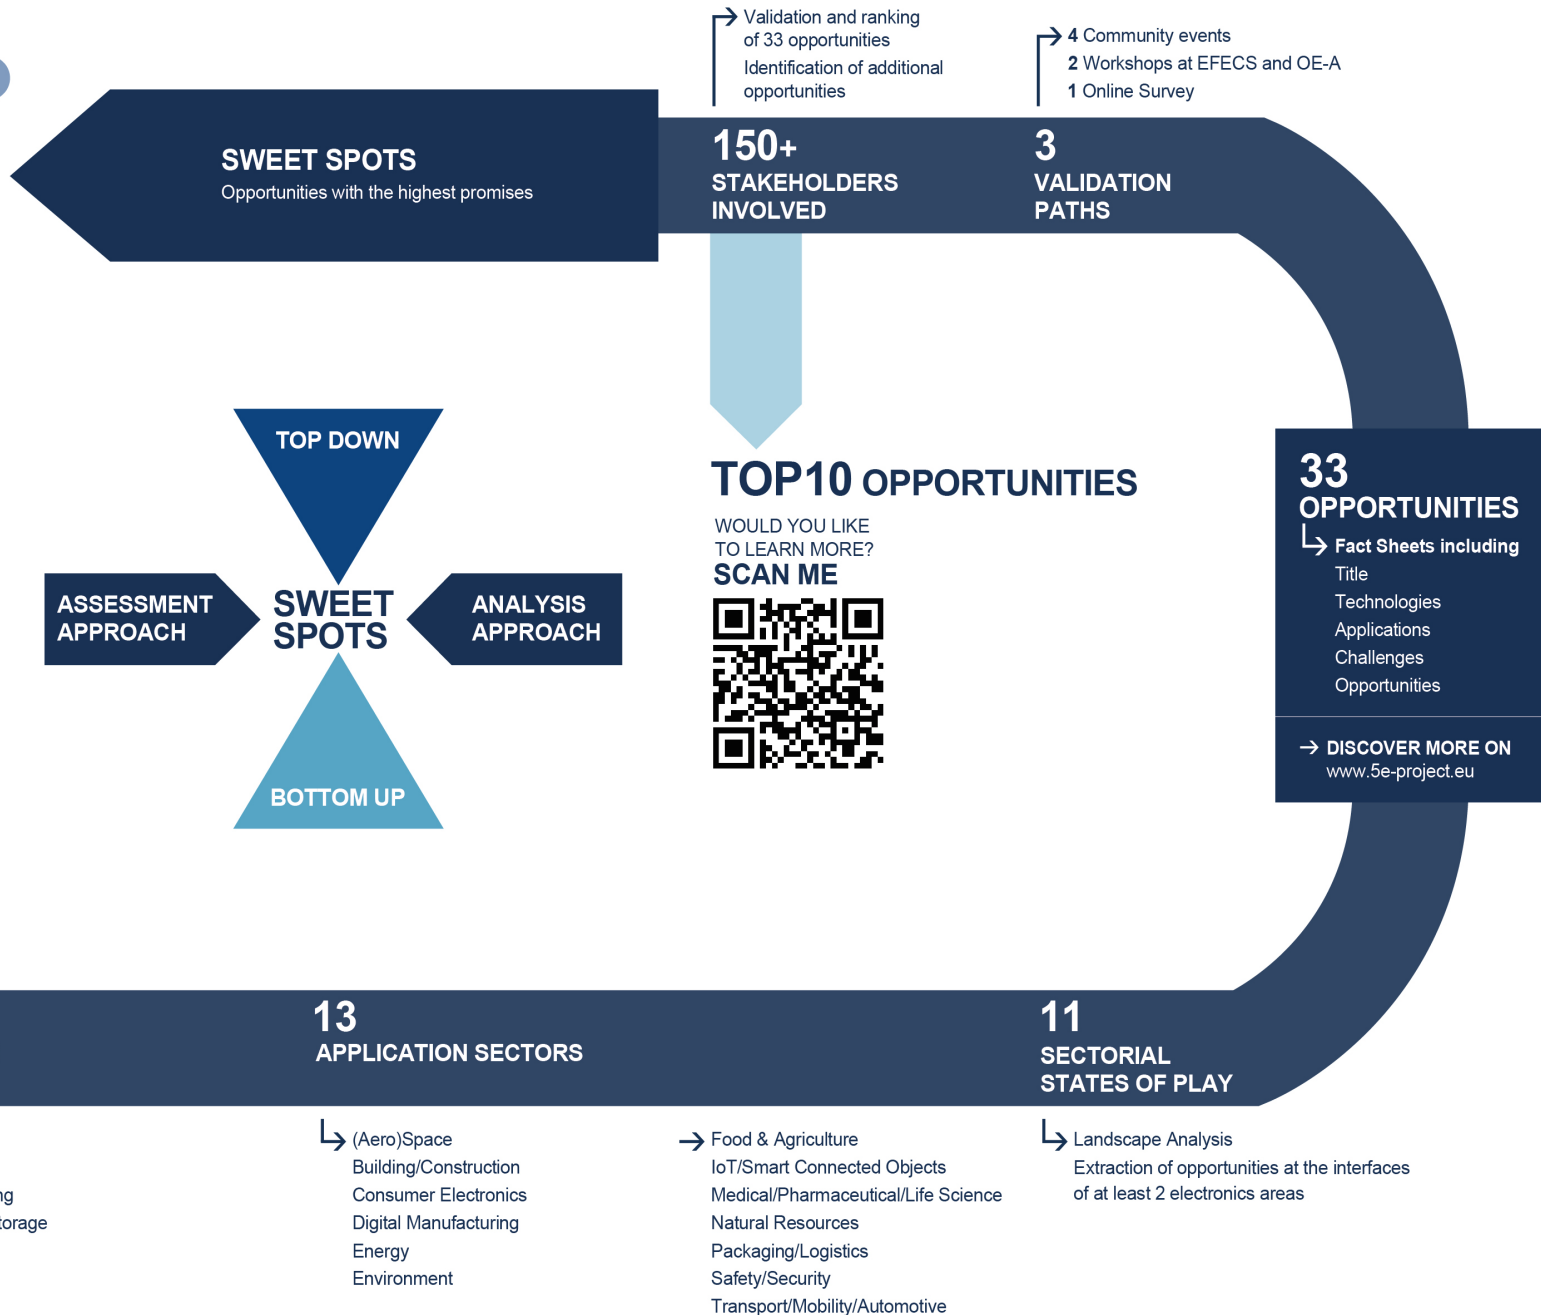 Validation and ranking
of 33 opportunities
Identification of additional
opportunities
4 Community events
2 Workshops at EFECS and OE-A
1 Online Survey
SWEET SPOTS
Opportunities with the highest promises
150+
STAKEHOLDERS
INVOLVED
3
VALIDATION
PATHS
TOP DOWN
ASSESSMENT
APPROACH
SWEET
SPOTS
ANALYSIS
APPROACH
BOTTOM UP
TOP10 OPPORTUNITIES
WOULD YOU LIKE
TO LEARN MORE?
SCAN ME
33
OPPORTUNITIES
Fact Sheets including
Title
Technologies
Applications
Challenges
Opportunities
DISCOVER MORE ON
www.5e-project.eu
13
APPLICATION SECTORS
11
SECTORIAL
STATES OF PLAY
(Aero)Space
Building/Construction
Consumer Electronics
Digital Manufacturing
Energy
Environment
Food & Agriculture
IoT/Smart Connected Objects
Medical/Pharmaceutical/Life Science
Natural Resources
Packaging/Logistics
Safety/Security
Transport/Mobility/Automotive
Landscape Analysis
Extraction of opportunities at the interfaces
of at least 2 electronics areas